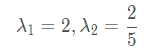 λ₁ = 2, λ₂ = 2/5